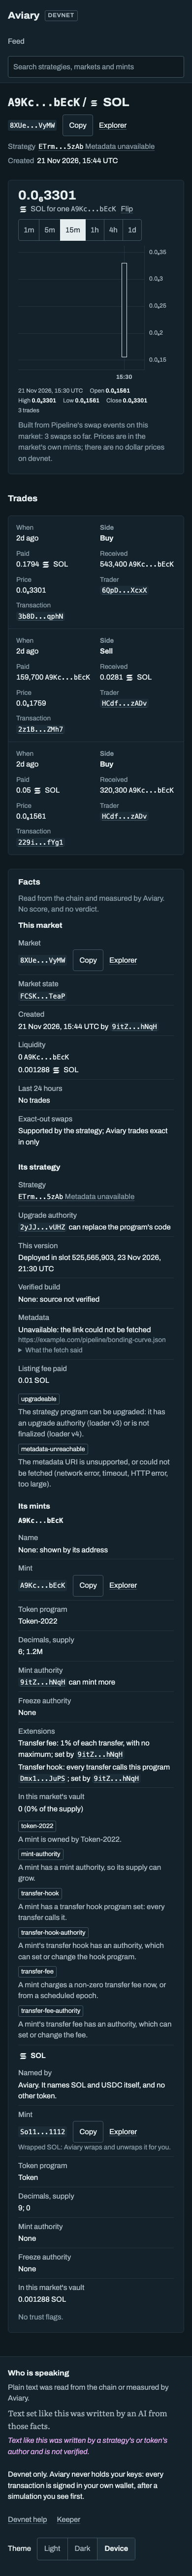 Aviary DEVNET
Feed
Search strategies, markets and mints
A9Kc...bEcK / SOL
8XUe...VyMW Copy Explorer
Strategy ETrm...5zAb Metadata unavailable
Created 21 Nov 2026, 15:44 UTC
0.0₆3301
SOL for one A9Kc...bEcK Flip
1m 5m 15m 1h 4h 1d
0.0₆35
0.0₆3
0.0₆25
0.0₆2
0.0₆15
15:30
21 Nov 2026, 15:30 UTC Open 0.0₆1561
High 0.0₆3301 Low 0.0₆1561 Close 0.0₆3301
3 trades
Built from Pipeline's swap events on this
market: 3 swaps so far. Prices are in the
market's own mints; there are no dollar prices
on devnet.
Trades
When Side
2d ago Buy
Paid Received
0.1794 SOL 543,400 A9Kc...bEcK
Price Trader
0.0₆3301 6QpD...XcxX
Transaction
3b8D...qphN
When Side
2d ago Sell
Paid Received
159,700 A9Kc...bEcK 0.0281 SOL
Price Trader
0.0₆1759 HCdf...zADv
Transaction
2z1B...ZMh7
When Side
2d ago Buy
Paid Received
0.05 SOL 320,300 A9Kc...bEcK
Price Trader
0.0₆1561 HCdf...zADv
Transaction
229i...fYg1
Facts
Read from the chain and measured by Aviary.
No score, and no verdict.
This market
Market
8XUe...VyMW Copy Explorer
Market state
FCSK...TeaP
Created
21 Nov 2026, 15:44 UTC by 9itZ...hNqH
Liquidity
0 A9Kc...bEcK
0.001288 SOL
Last 24 hours
No trades
Exact-out swaps
Supported by the strategy; Aviary trades exact
in only
Its strategy
Strategy
ETrm...5zAb Metadata unavailable
Upgrade authority
2yJJ...vUHZ can replace the program's code
This version
Deployed in slot 525,565,903, 23 Nov 2026,
21:30 UTC
Verified build
None: source not verified
Metadata
Unavailable: the link could not be fetched
https://example.com/pipeline/bonding-curve.json
▸ What the fetch said
Listing fee paid
0.01 SOL
upgradeable
The strategy program can be upgraded: it has
an upgrade authority (loader v3) or is not
finalized (loader v4).
metadata-unreachable
The metadata URI is unsupported, or could not
be fetched (network error, timeout, HTTP error,
too large).
Its mints
A9Kc...bEcK
Name
None: shown by its address
Mint
A9Kc...bEcK Copy Explorer
Token program
Token-2022
Decimals, supply
6; 1.2M
Mint authority
9itZ...hNqH can mint more
Freeze authority
None
Extensions
Transfer fee: 1% of each transfer, with no
maximum; set by 9itZ...hNqH
Transfer hook: every transfer calls this program
Dmx1...JuPS; set by 9itZ...hNqH
In this market's vault
0 (0% of the supply)
token-2022
A mint is owned by Token-2022.
mint-authority
A mint has a mint authority, so its supply can
grow.
transfer-hook
A mint has a transfer hook program set: every
transfer calls it.
transfer-hook-authority
A mint's transfer hook has an authority, which
can set or change the hook program.
transfer-fee
A mint charges a non-zero transfer fee now, or
from a scheduled epoch.
transfer-fee-authority
A mint's transfer fee has an authority, which can
set or change the fee.
SOL
Named by
Aviary. It names SOL and USDC itself, and no
other token.
Mint
So11...1112 Copy Explorer
Wrapped SOL: Aviary wraps and unwraps it for you.
Token program
Token
Decimals, supply
9; 0
Mint authority
None
Freeze authority
None
In this market's vault
0.001288 SOL
No trust flags.
Who is speaking
Plain text was read from the chain or measured by
Aviary.
Text set like this was written by an AI from
those facts.
Text like this was written by a strategy's or token's
author and is not verified.
Devnet only. Aviary never holds your keys: every
transaction is signed in your own wallet, after a
simulation you see first.
Devnet help Keeper
Theme Light Dark Device